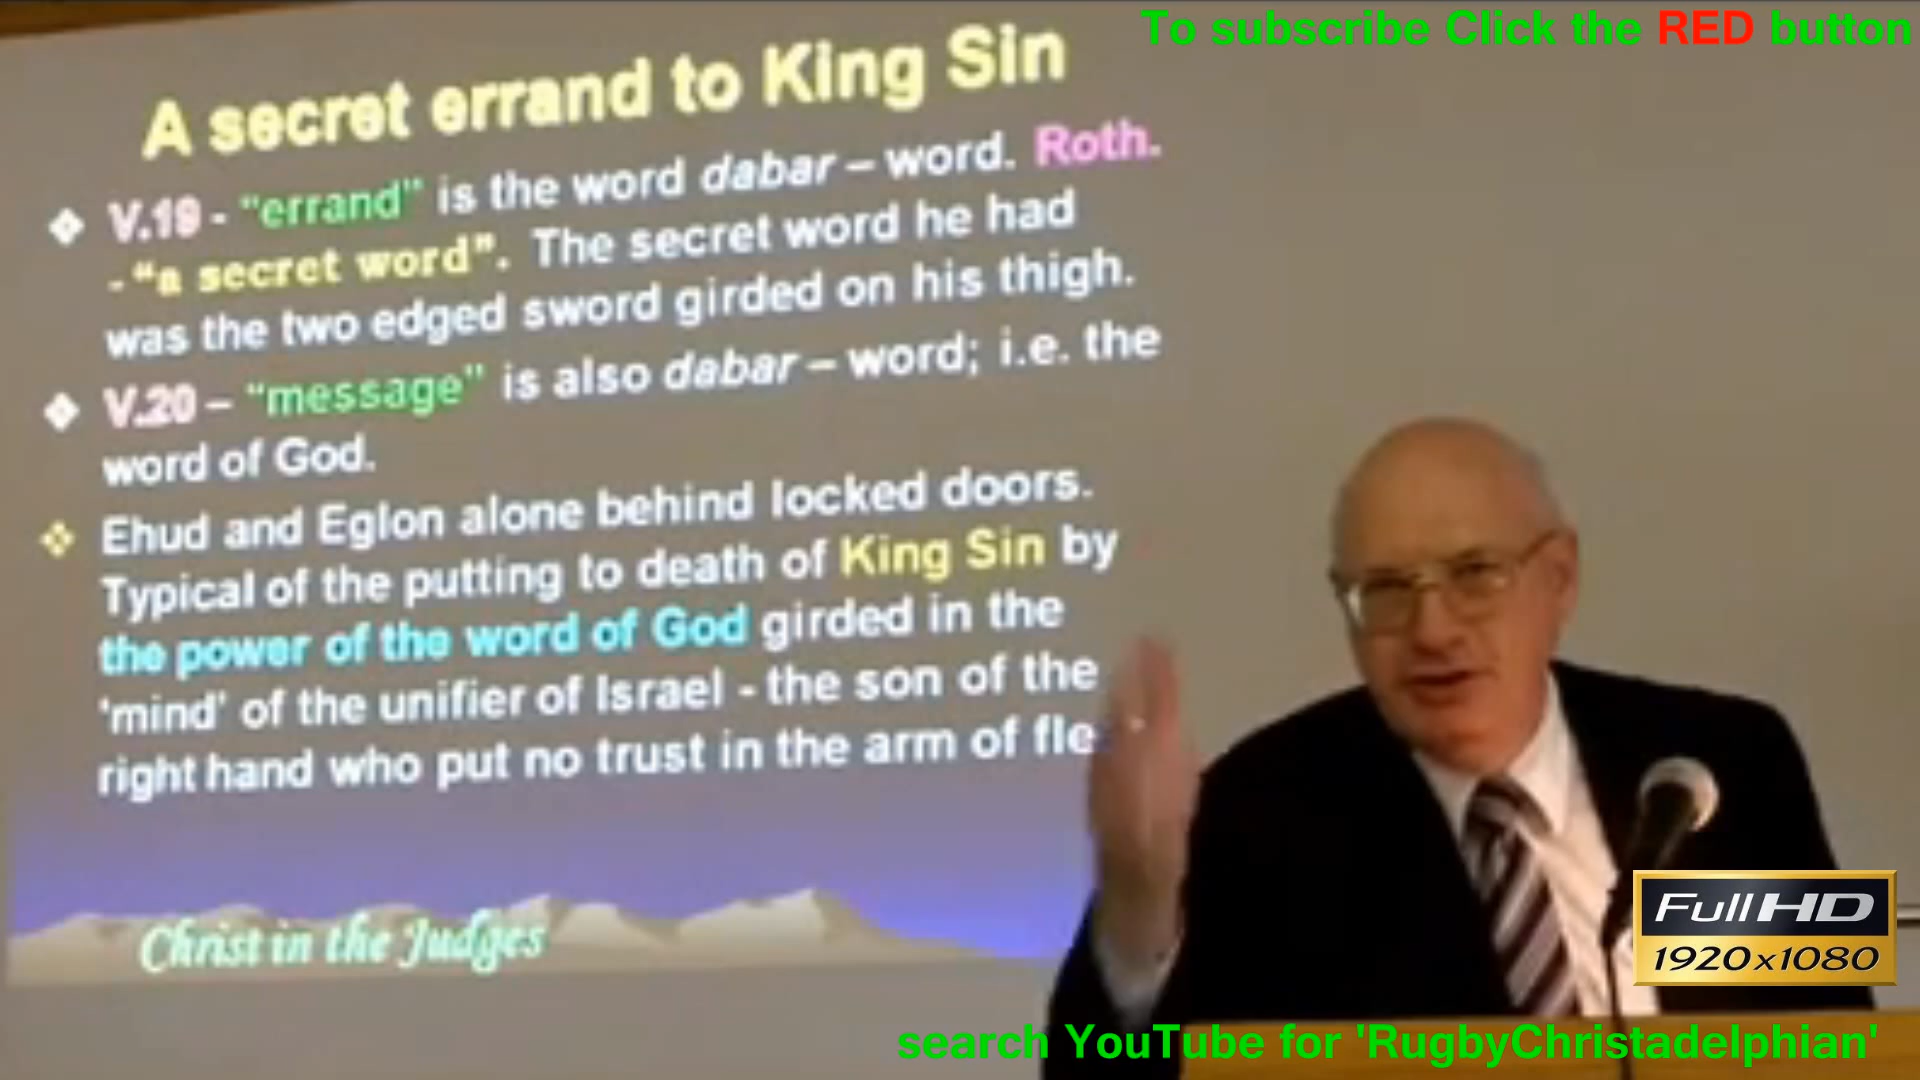 To subscribe Click the RED button
A secret errand to King Sin
V.19 - "errand" is the word dabar – word. Roth.
- "a secret word". The secret word he had
was the two edged sword girded on his thigh.
V.20 – "message" is also dabar – word; i.e. the
word of God.
Ehud and Eglon alone behind locked doors.
Typical of the putting to death of King Sin by
the power of the word of God girded in the
'mind' of the unifier of Israel - the son of the
right hand who put no trust in the arm of fle
Christ in the Judges
Full HD
1920x1080
search YouTube for 'RugbyChristadelphian'